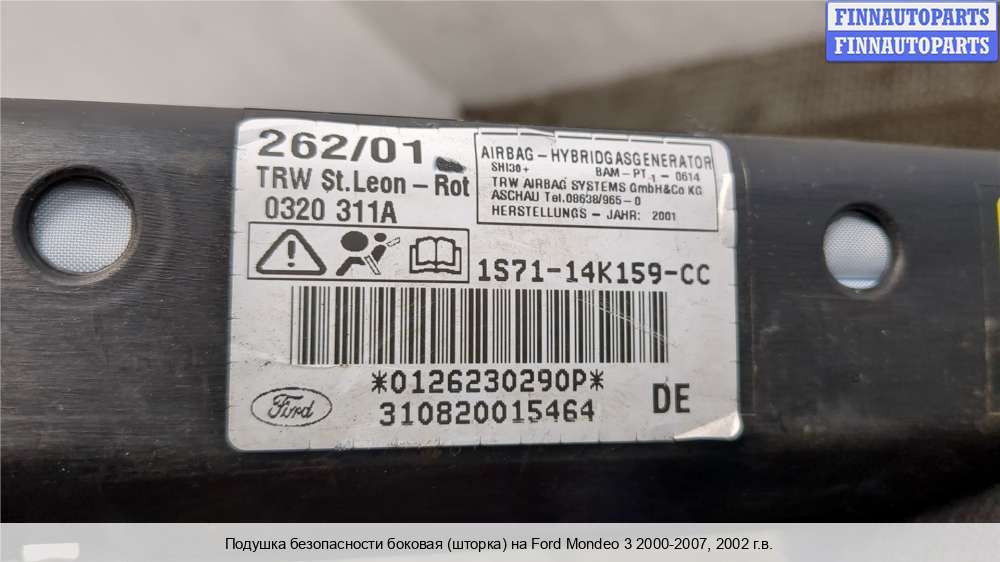 FINNAUTOPARTS
FINNAUTOPARTS
262/01
TRW St.Leon-Rot
0320 311A
AIRBAG-HYBRIDGASGENERATOR
SHI30+ BAM-PT1-0614
TRW AIRBAG SYSTEMS GmbH&Co KG
ASCHAU Tel.08638/965-0
HERSTELLUNGS-JAHR: 2001
1S71-14K159-CC
*0126230290P*
310820015464
DE
Ford
Подушка безопасности боковая (шторка) на Ford Mondeo 3 2000-2007, 2002 г.в.